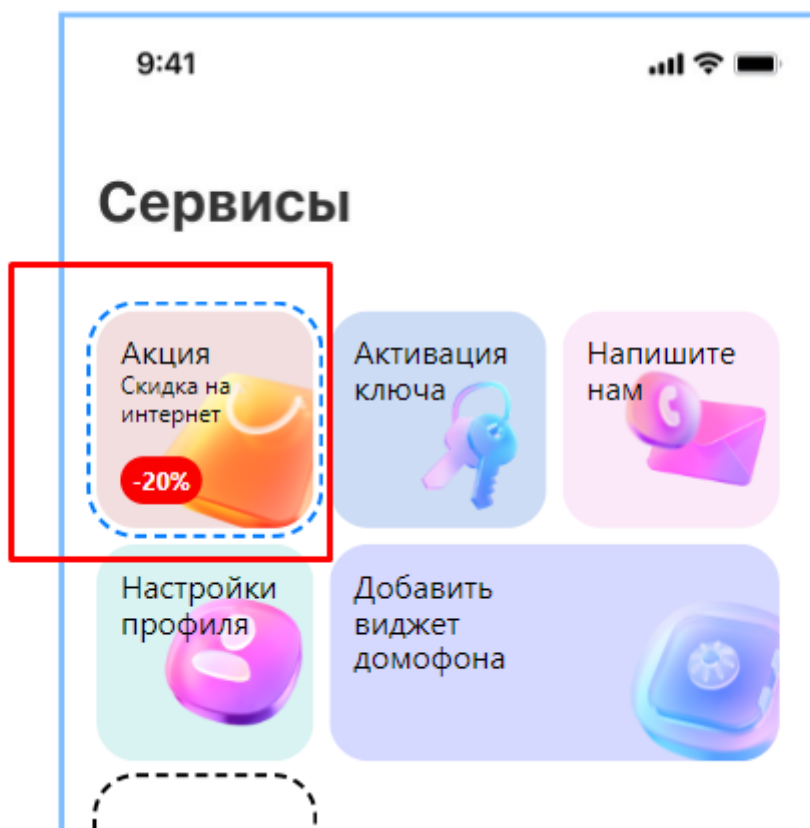 9:41
Сервисы
Акция
Скидка на
интернет
-20%
Активация
ключа
Напишите
нам
Настройки
профиля
Добавить
виджет
домофона